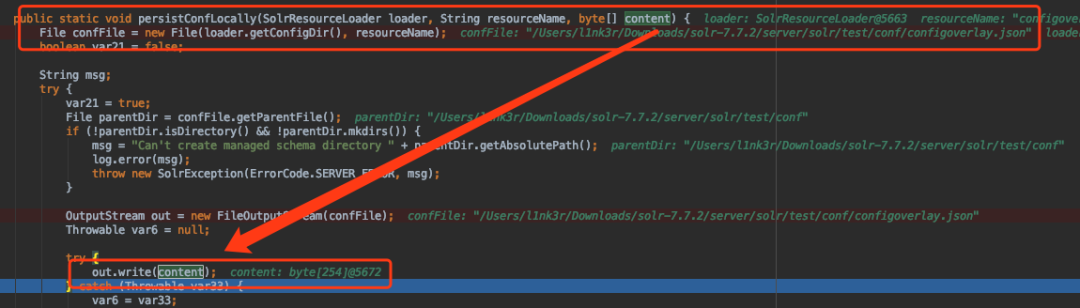 public static void persistConfLocally(SolrResourceLoader loader, String resourceName, byte[] content) {  loader: SolrResourceLoader@5663  resourceName: "configove
File confFile = new File(loader.getConfigDir(), resourceName);  confFile: "/Users/l1nk3r/Downloads/solr-7.7.2/server/solr/test/conf/configoverlay.json"  loade
boolean var21 = false;
String msg;
try {
var21 = true;
File parentDir = confFile.getParentFile();  parentDir: "/Users/l1nk3r/Downloads/solr-7.7.2/server/solr/test/conf"
if (!parentDir.isDirectory() && !parentDir.mkdirs()) {
msg = "Can't create managed schema directory " + parentDir.getAbsolutePath();  parentDir: "/Users/l1nk3r/Downloads/solr-7.7.2/server/solr/test/conf"
log.error(msg);
throw new SolrException(ErrorCode.SERVER_ERROR, msg);
}
OutputStream out = new FileOutputStream(confFile);  confFile: "/Users/l1nk3r/Downloads/solr-7.7.2/server/solr/test/conf/configoverlay.json"
Throwable var6 = null;
try {
out.write(content);  content: byte[254]@5672
} catch (Throwable var33) {
var6 = var33;